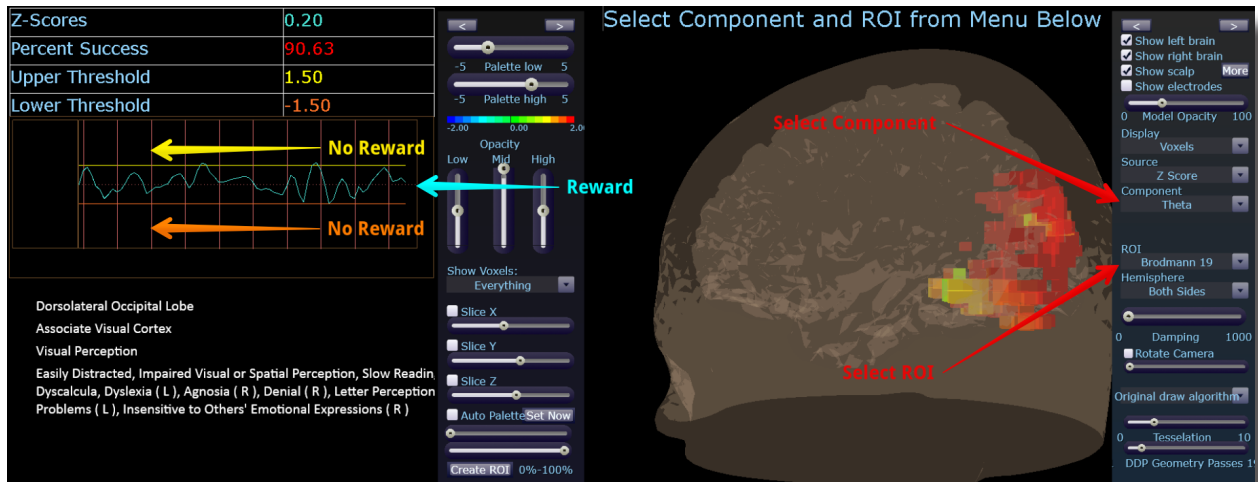 Z-Scores 0.20
Percent Success 90.63
Upper Threshold 1.50
Lower Threshold -1.50
No Reward
Reward
No Reward
Dorsolateral Occipital Lobe
Associate Visual Cortex
Visual Perception
Easily Distracted, Impaired Visual or Spatial Perception, Slow Readin
Dyscalcula, Dyslexia ( L ), Agnosia ( R ), Denial ( R ), Letter Perception
Problems ( L ), Insensitive to Others' Emotional Expressions ( R )
< >
-5 Palette low 5
-5 Palette high 5
-2.00 0.00 2.0
Opacity
Low Mid High
Show Voxels:
Everything
Slice X
Slice Y
Slice Z
Auto Palette Set Now
Create ROI 0%-100%
Select Component and ROI from Menu Below
Select Component
Select ROI
< >
Show left brain
Show right brain
Show scalp More
Show electrodes
0 Model Opacity 100
Display
Voxels
Source
Z Score
Component
Theta
ROI
Brodmann 19
Hemisphere
Both Sides
0 Damping 1000
Rotate Camera
Original draw algorithm
0 Tesselation 10
DDP Geometry Passes 1